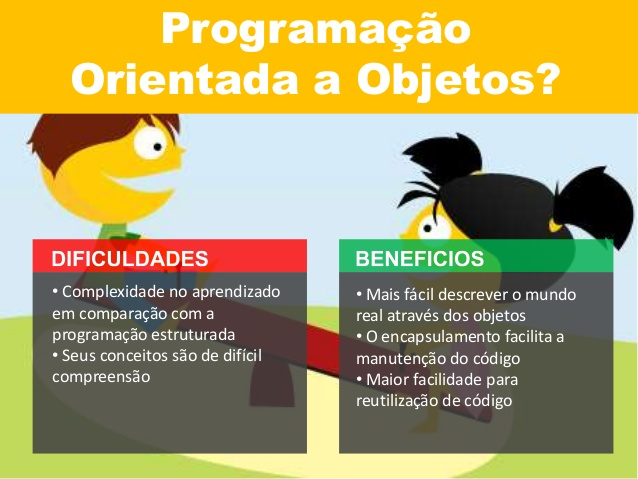 Programação
Orientada a Objetos?
DIFICULDADES
• Complexidade no aprendizado
em comparação com a
programação estruturada
• Seus conceitos são de difícil
compreensão
BENEFICIOS
• Mais fácil descrever o mundo
real através dos objetos
• O encapsulamento facilita a
manutenção do código
• Maior facilidade para
reutilização de código